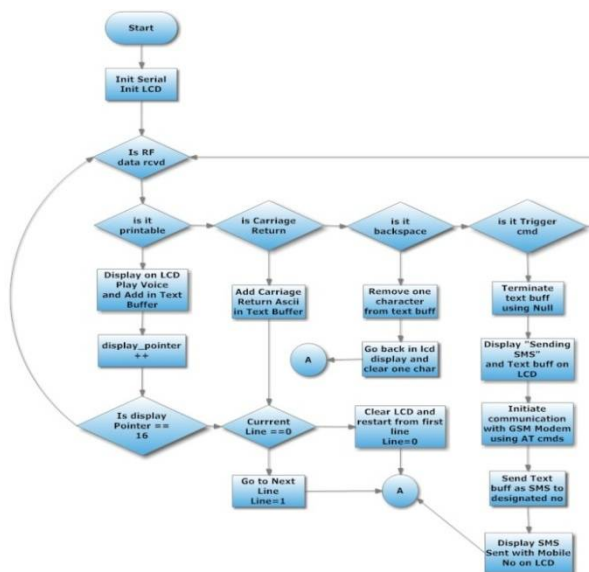 Start
Init Serial
Init LCD
Is RF
data rcvd
is it
printable
is Carriage
Return
is it
backspace
is it Trigger
cmd
Display on LCD
Play Voice
and Add in Text
Buffer
Add Carriage
Return Ascii
in Text Buffer
Remove one
character
from text buff
Terminate
text buff
using Null
display_pointer
++
A
Go back in lcd
display and
clear one char
Display "Sending
SMS"
and Text buff on
LCD
Is display
Pointer ==
16
Currrent
Line ==0
Clear LCD and
restart from first
line
Line=0
Initiate
communication
with GSM Modem
using AT cmds
Go to Next
Line
Line=1
A
Send Text
buff as SMS to
designated no
Display SMS
Sent with Mobile
No on LCD